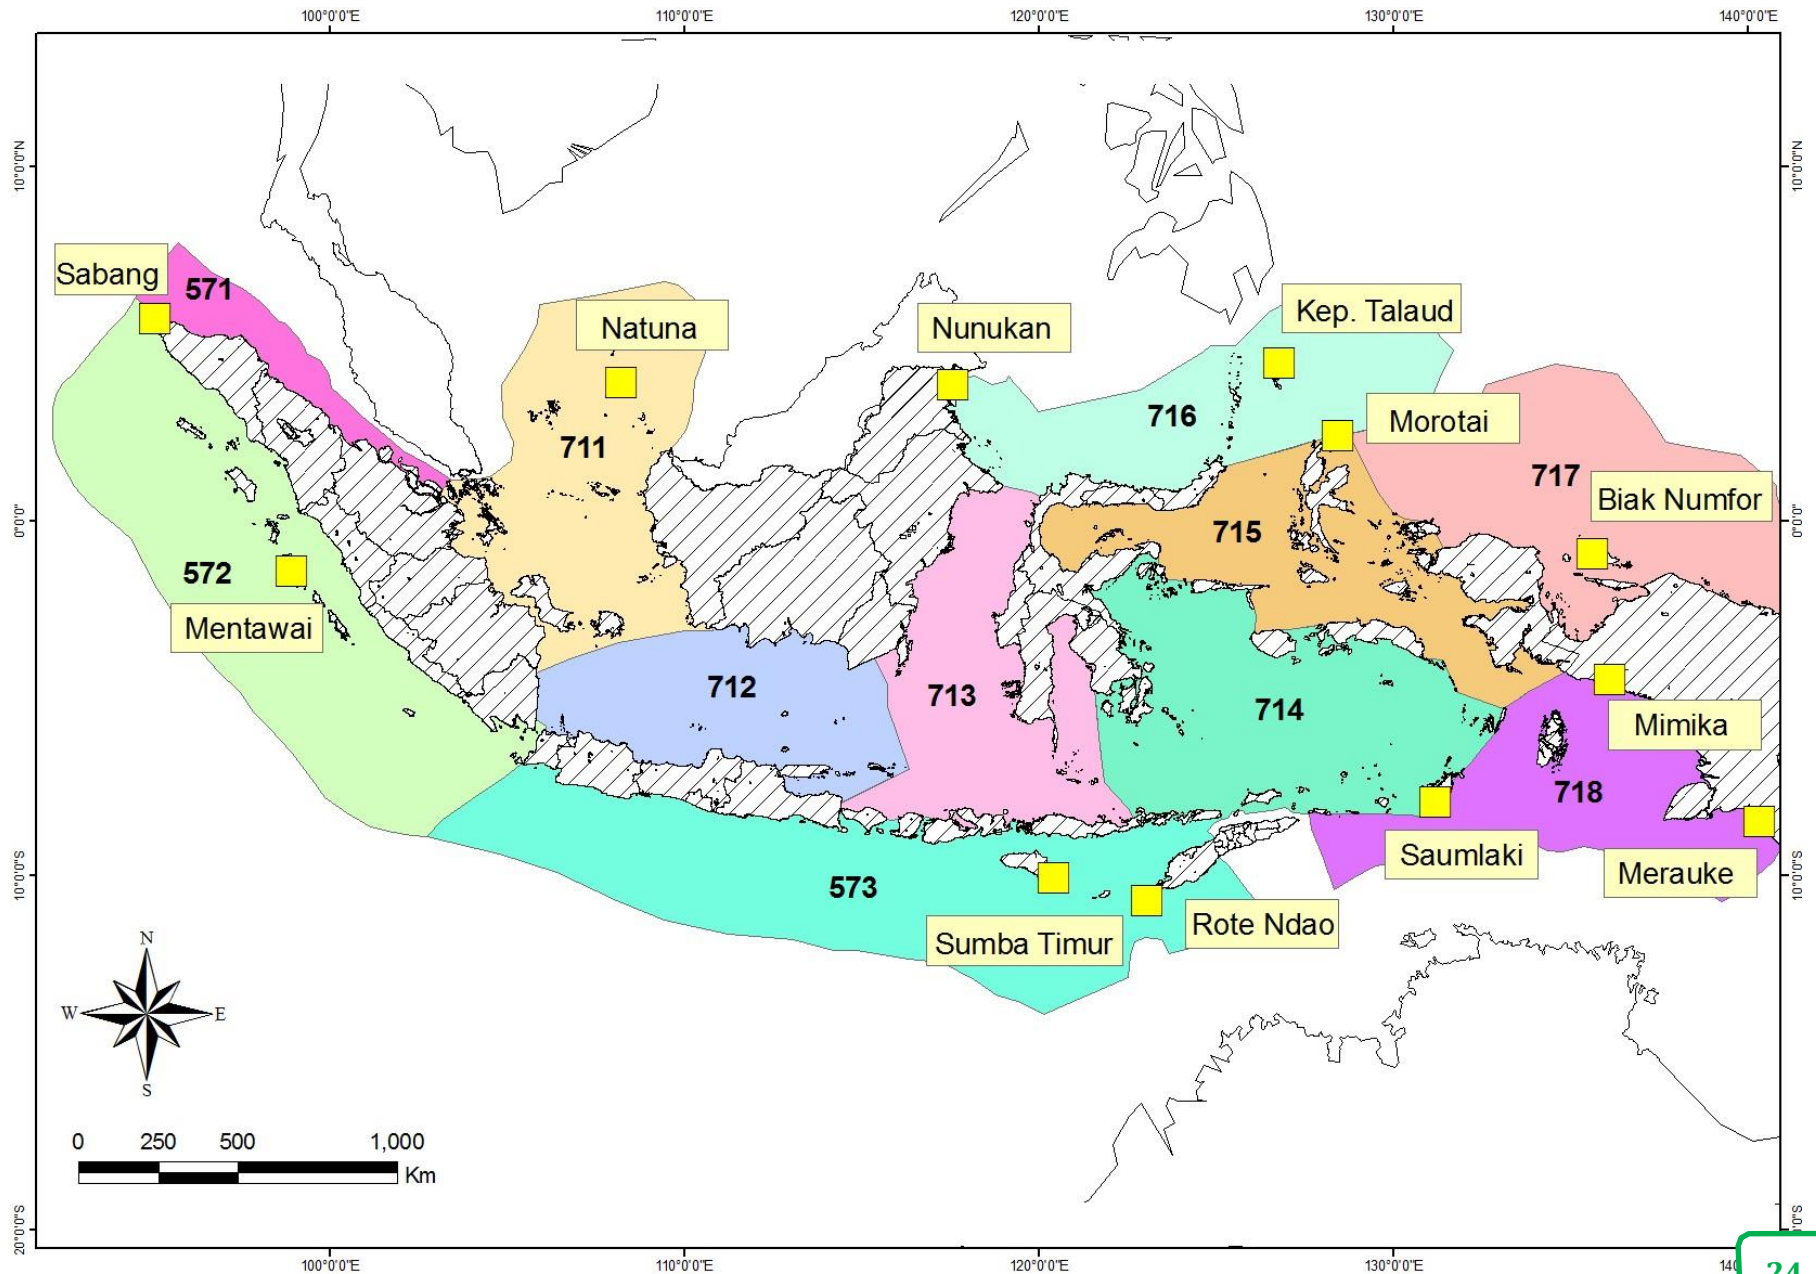 100°0'0"E
110°0'0"E
120°0'0"E
130°0'0"E
140°0'0"E
10°0'0"N
10°0'0"N
Sabang
571
Natuna
Nunukan
Kep. Talaud
716
Morotai
711
717
Biak Numfor
0°0'0"
0°0'0"
715
572
Mentawai
712
713
714
Mimika
718
Saumlaki
Merauke
10°0'0"S
10°0'0"S
573
Sumba Timur
Rote Ndao
N
W
E
S
0
250
500
1,000
Km
20°0'0"S
100°0'0"E
110°0'0"E
120°0'0"E
130°0'0"E
24